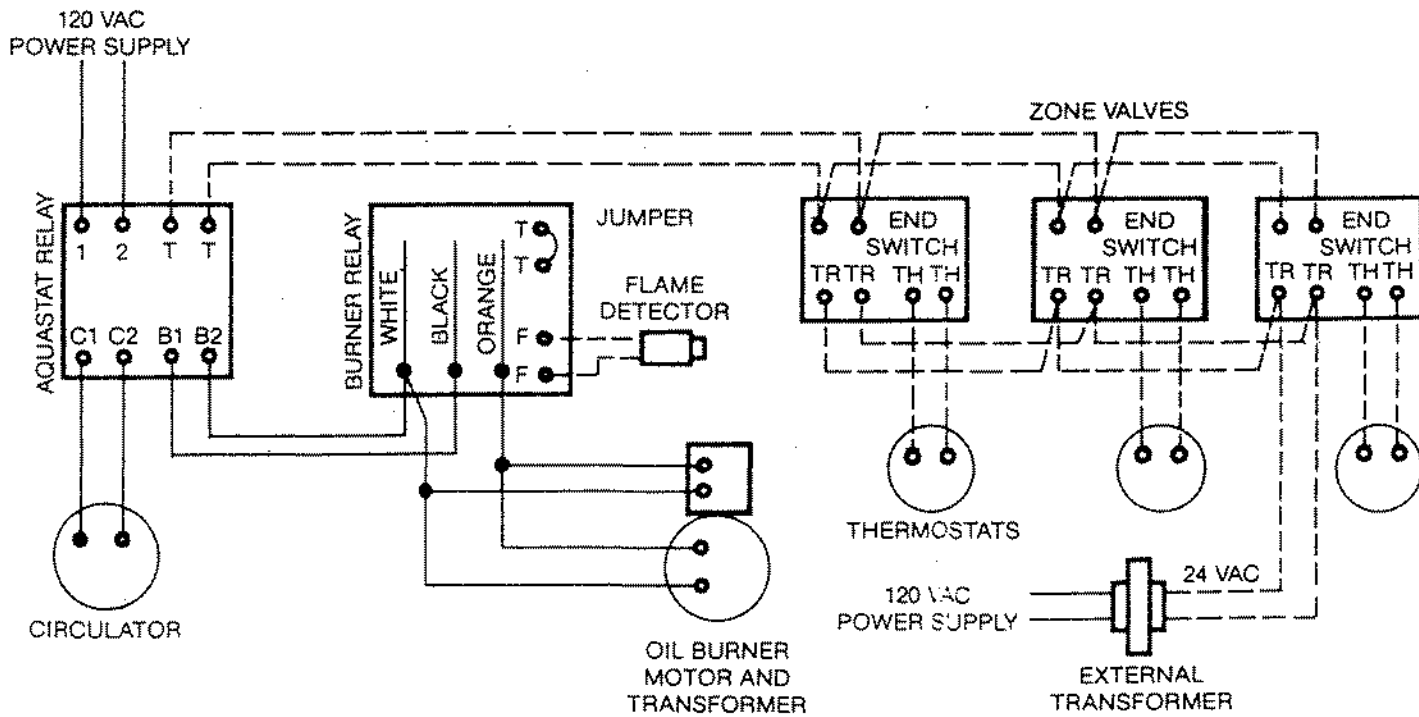 120 VAC
POWER SUPPLY
ZONE VALVES
AQUASTAT RELAY
1 2 T T
C1 C2 B1 B2
BURNER RELAY
WHITE
BLACK
ORANGE
T
T
F
F
JUMPER
FLAME
DETECTOR
END
SWITCH
TR TR TH TH
END
SWITCH
TR TR TH TH
END
SWITCH
TR TR TH TH
THERMOSTATS
CIRCULATOR
OIL BURNER
MOTOR AND
TRANSFORMER
120 VAC
POWER SUPPLY
24 VAC
EXTERNAL
TRANSFORMER